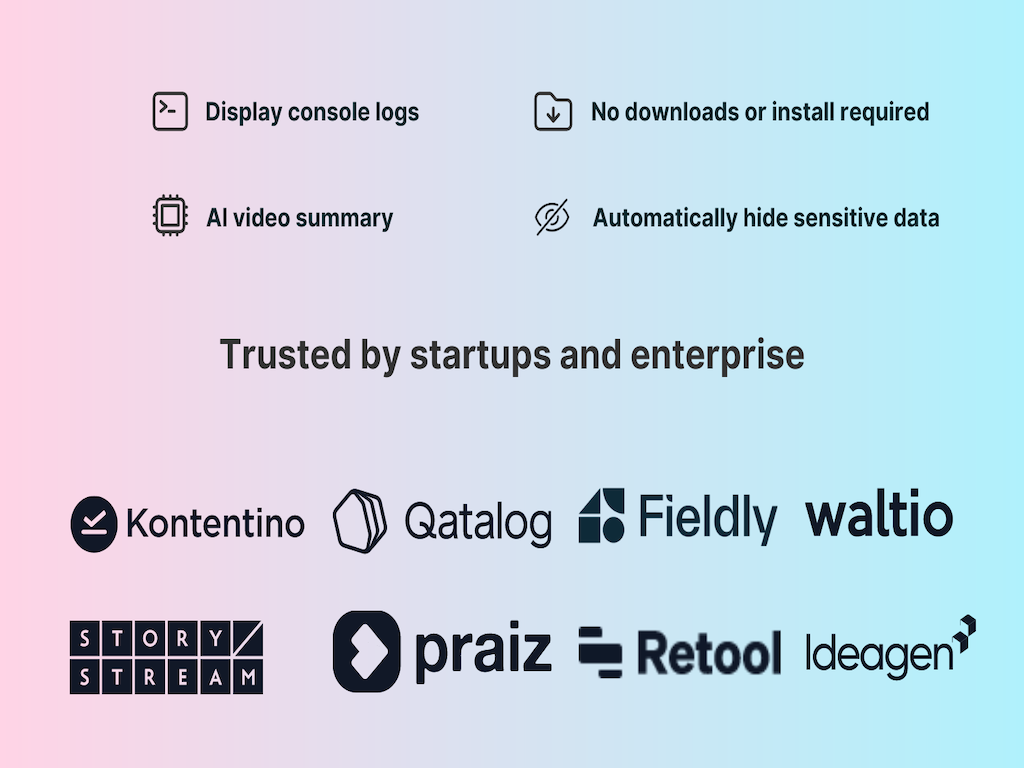 Display console logs
No downloads or install required
AI video summary
Automatically hide sensitive data
Trusted by startups and enterprise
Kontentino
Qatalog
Fieldly
waltio
STORY
STREAM
praiz
Retool
Ideagen